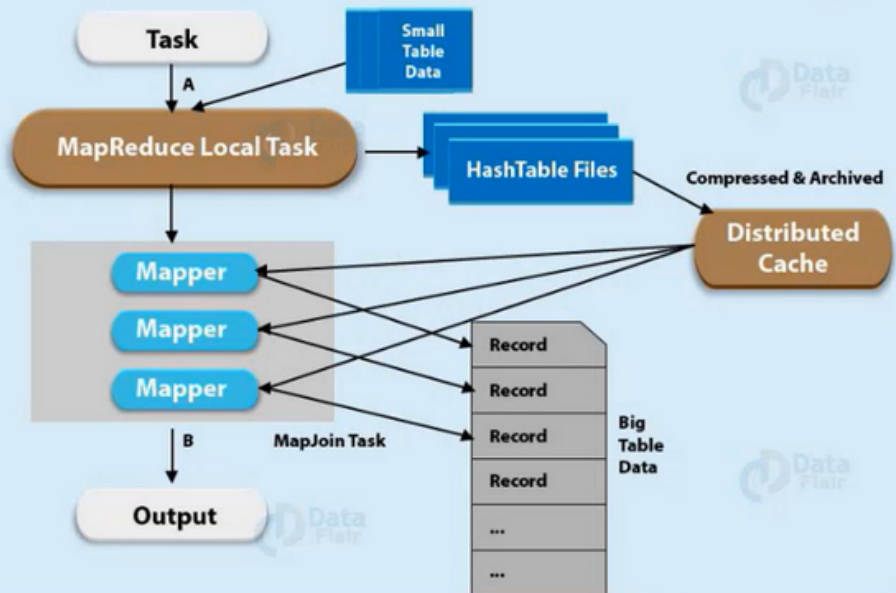 Task
A
Small
Table
Data
Data
Flair
MapReduce Local Task
HashTable Files
Compressed & Archived
Distributed
Cache
Mapper
Mapper
Mapper
Record
Record
Record
Record
...
...
Big
Table
Data
B
MapJoin Task
Output
Data
Flair
Data
Flair